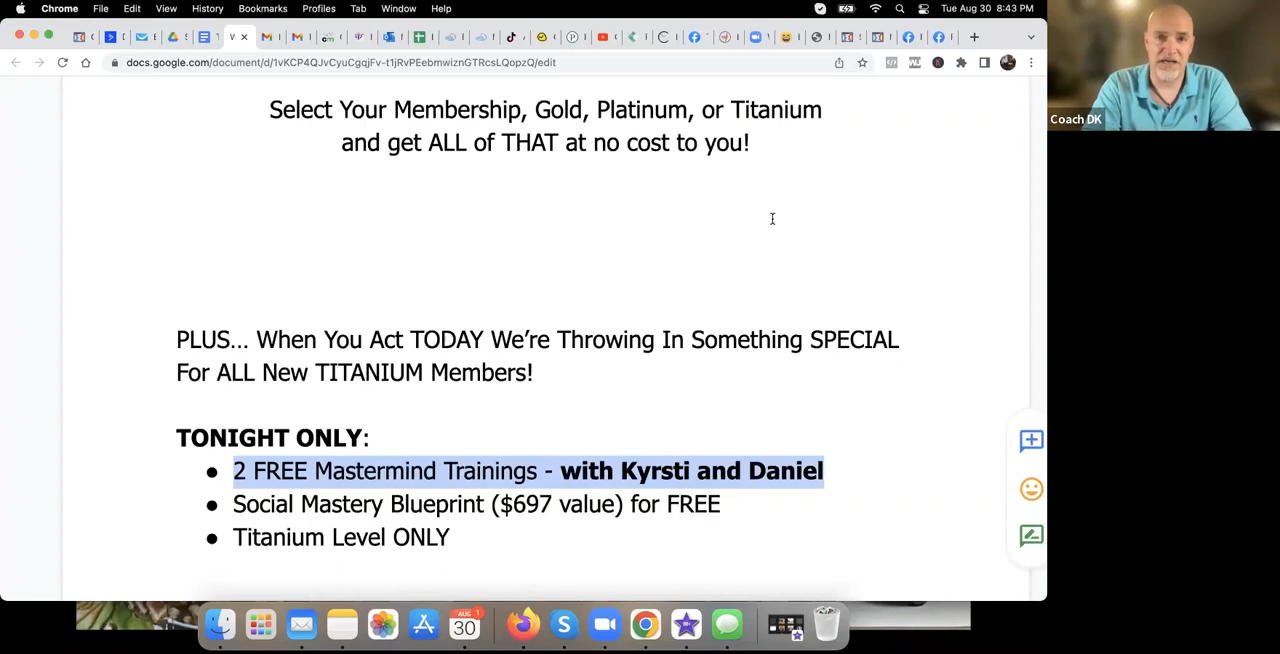 Chrome File Edit View History Bookmarks Profiles Tab Window Help Tue Aug 30 8:43 PM
docs.google.com/document/d/1vKCP4QJvCyuCgqjFv-t1jRvPEebmwiznGTRcsLQopzQ/edit
Coach DK
Select Your Membership, Gold, Platinum, or Titanium
and get ALL of THAT at no cost to you!
PLUS... When You Act TODAY We're Throwing In Something SPECIAL
For ALL New TITANIUM Members!
TONIGHT ONLY:
● 2 FREE Mastermind Trainings - with Kyrsti and Daniel
● Social Mastery Blueprint ($697 value) for FREE
● Titanium Level ONLY
AUG 1
30